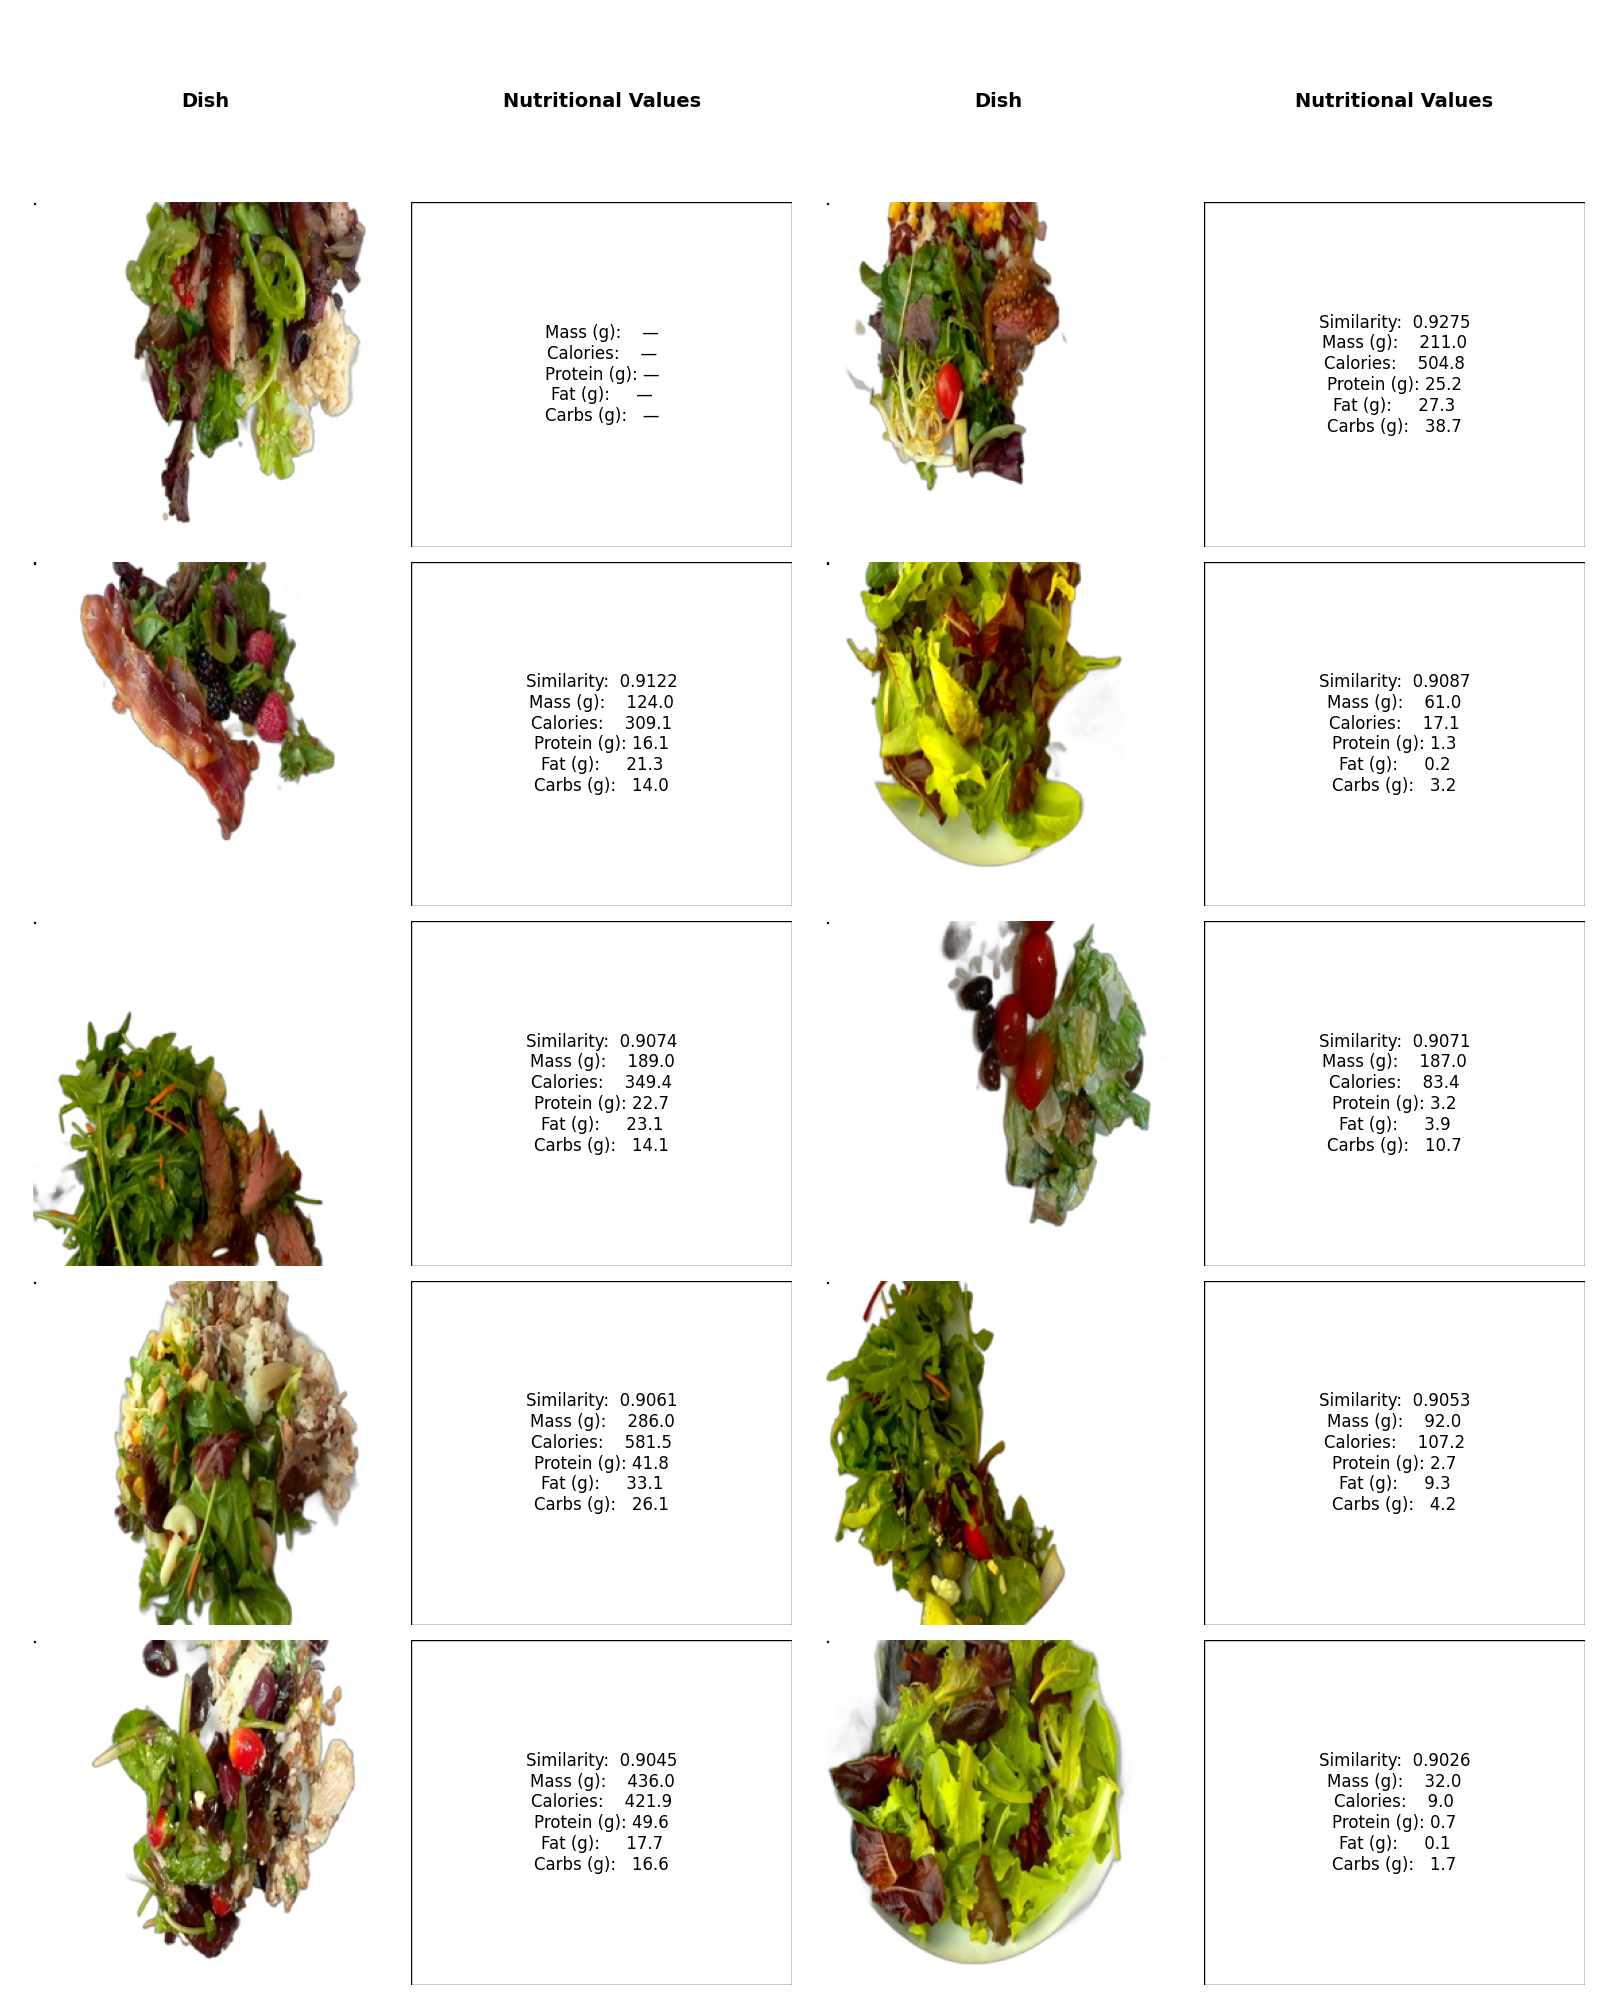 Dish
Nutritional Values
Dish
Nutritional Values
Mass (g): —
Calories: —
Protein (g): —
Fat (g): —
Carbs (g): —
Similarity: 0.9275
Mass (g): 211.0
Calories: 504.8
Protein (g): 25.2
Fat (g): 27.3
Carbs (g): 38.7
Similarity: 0.9122
Mass (g): 124.0
Calories: 309.1
Protein (g): 16.1
Fat (g): 21.3
Carbs (g): 14.0
Similarity: 0.9087
Mass (g): 61.0
Calories: 17.1
Protein (g): 1.3
Fat (g): 0.2
Carbs (g): 3.2
Similarity: 0.9074
Mass (g): 189.0
Calories: 349.4
Protein (g): 22.7
Fat (g): 23.1
Carbs (g): 14.1
Similarity: 0.9071
Mass (g): 187.0
Calories: 83.4
Protein (g): 3.2
Fat (g): 3.9
Carbs (g): 10.7
Similarity: 0.9061
Mass (g): 286.0
Calories: 581.5
Protein (g): 41.8
Fat (g): 33.1
Carbs (g): 26.1
Similarity: 0.9053
Mass (g): 92.0
Calories: 107.2
Protein (g): 2.7
Fat (g): 9.3
Carbs (g): 4.2
Similarity: 0.9045
Mass (g): 436.0
Calories: 421.9
Protein (g): 49.6
Fat (g): 17.7
Carbs (g): 16.6
Similarity: 0.9026
Mass (g): 32.0
Calories: 9.0
Protein (g): 0.7
Fat (g): 0.1
Carbs (g): 1.7